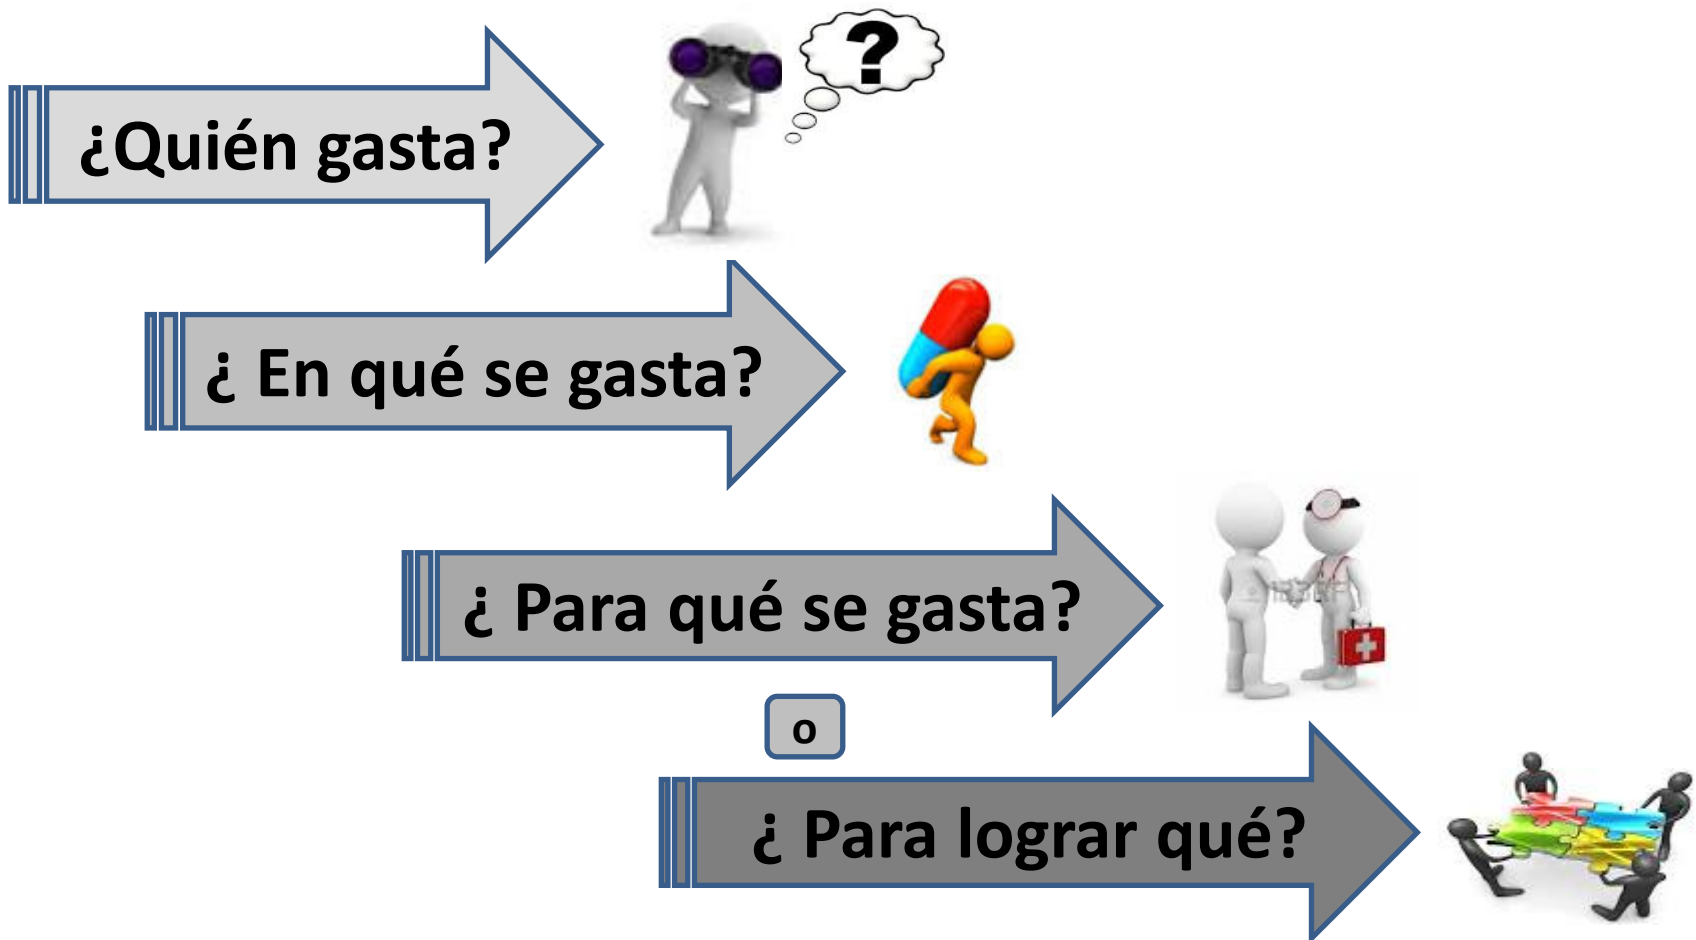 ?
¿Quién gasta?
¿ En qué se gasta?
¿ Para qué se gasta?
o
¿ Para lograr qué?